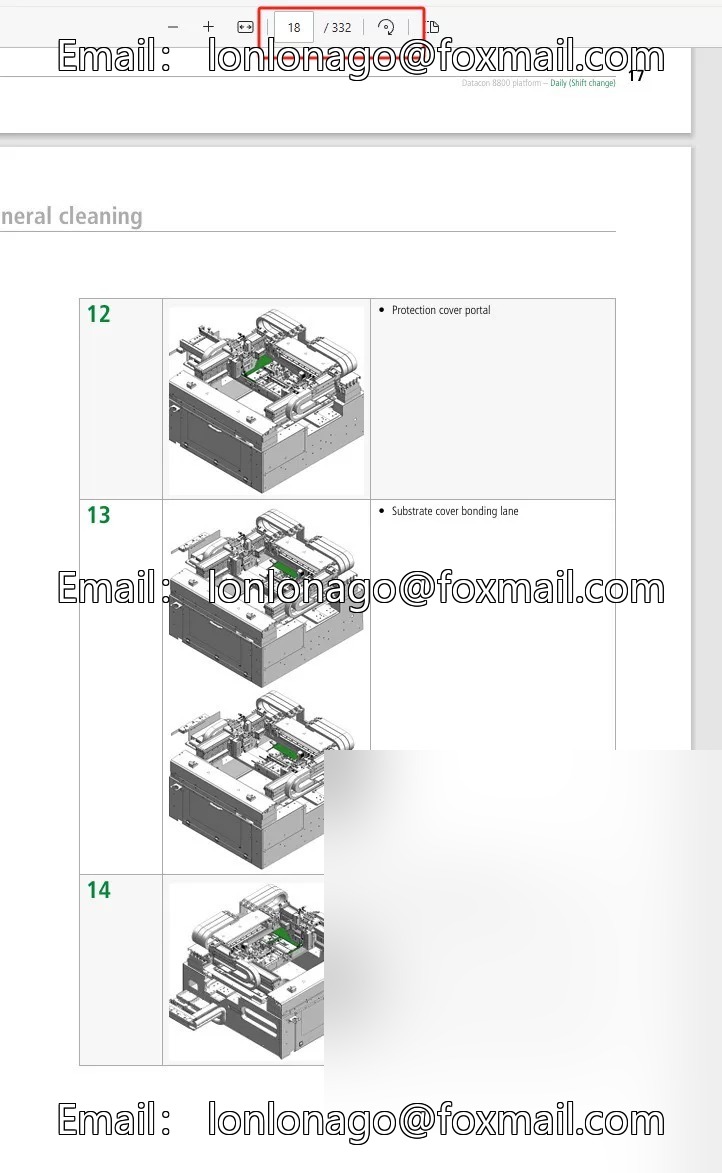 18 / 332
Email： lonlonago@foxmail.com
Datacon 8800 platform – Daily (Shift change) 17
neral cleaning
12
• Protection cover portal
13
• Substrate cover bonding lane
Email： lonlonago@foxmail.com
14
Email： lonlonago@foxmail.com